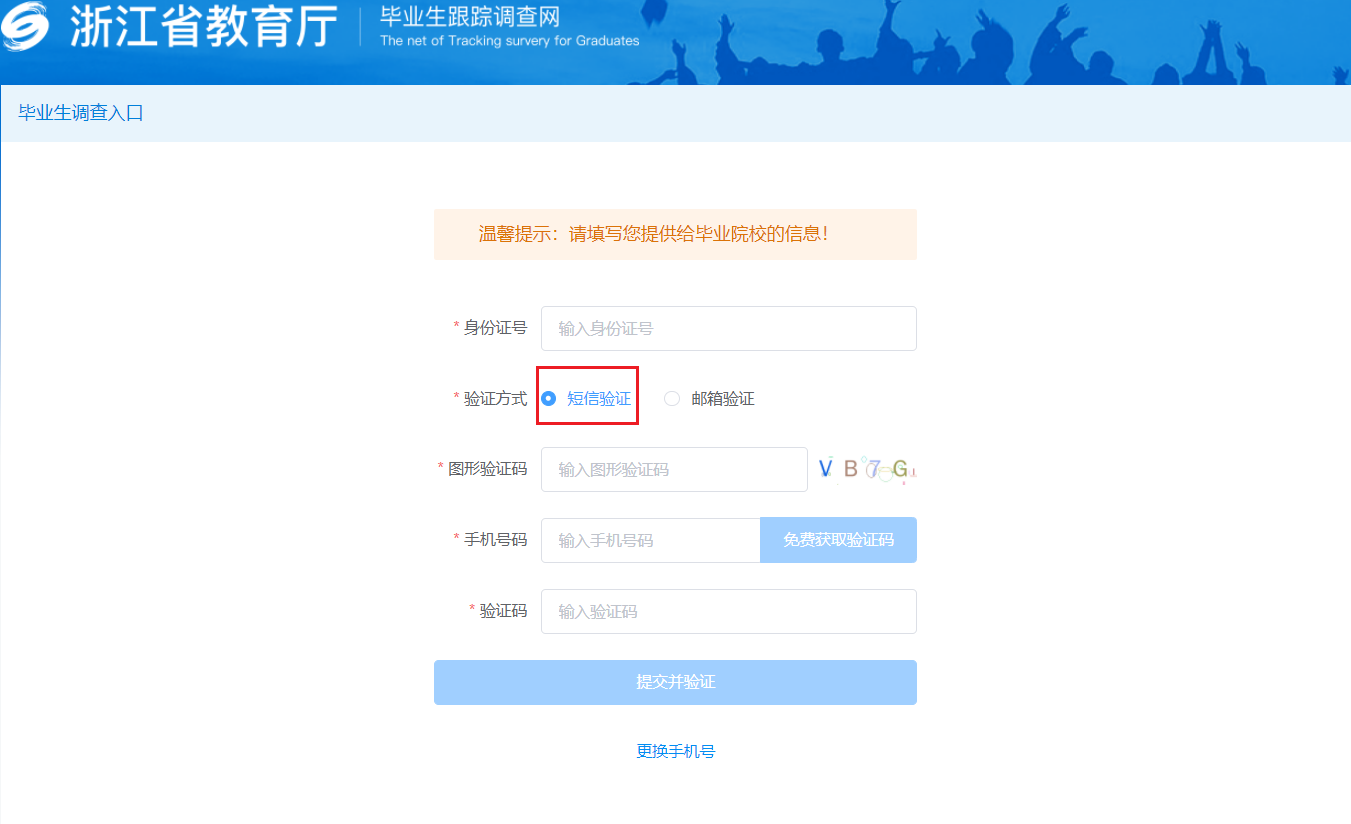 浙江省教育厅
毕业生跟踪调查网
The net of Tracking survery for Graduates
毕业生调查入口
温馨提示：请填写您提供给毕业院校的信息！
* 身份证号 输入身份证号
* 验证方式 短信验证 邮箱验证
* 图形验证码 输入图形验证码 V B 7 G
* 手机号码 输入手机号码 免费获取验证码
* 验证码 输入验证码
提交并验证
更换手机号